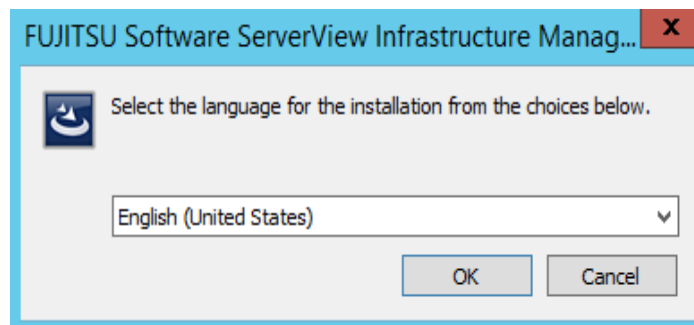 FUJITSU Software ServerView Infrastructure Manag...
x
Select the language for the installation from the choices below.
English (United States)
OK
Cancel